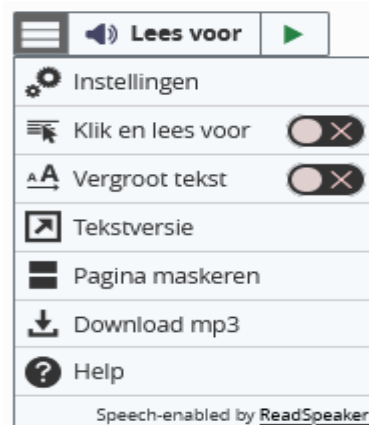 Lees voor
Instellingen
Klik en lees voor
Vergroot tekst
Tekstversie
Pagina maskeren
Download mp3
Help
Speech-enabled by ReadSpeaker